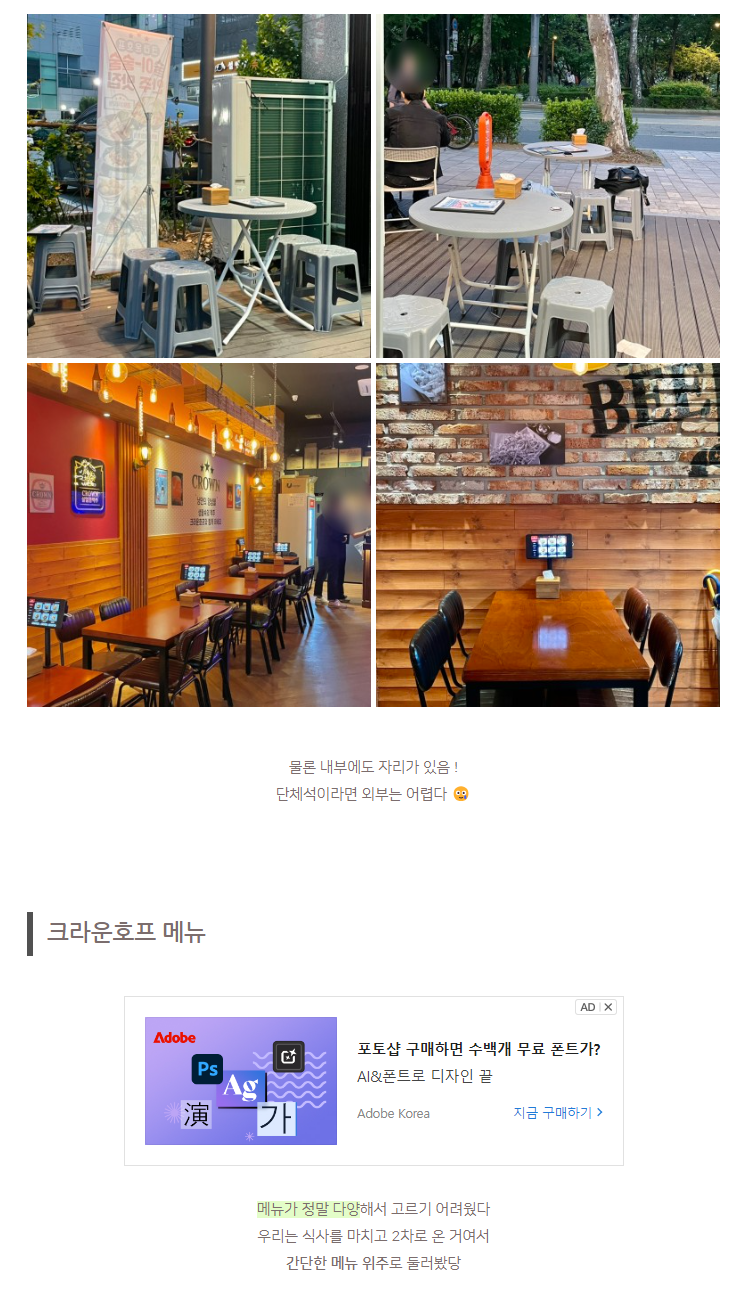 CROWN
CROWN
CROWN
BEE
물론 내부에도 자리가 있음 !
단체석이라면 외부는 어렵다
크라운호프 메뉴
AD
Adobe
Ps
Ag
演
가
포토샵 구매하면 수백개 무료 폰트가?
AI&폰트로 디자인 끝
Adobe Korea
지금 구매하기
메뉴가 정말 다양해서 고르기 어려웠다
우리는 식사를 마치고 2차로 온 거여서
간단한 메뉴 위주로 둘러봤당